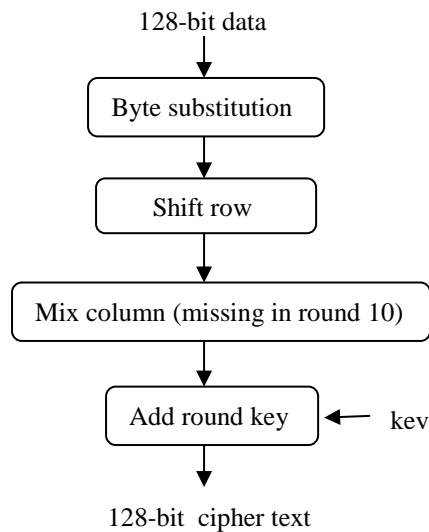 128-bit data
Byte substitution
Shift row
Mix column (missing in round 10)
Add round key
kev
128-bit cipher text